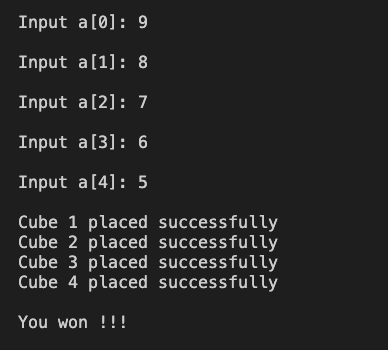 Input a[0]: 9
Input a[1]: 8
Input a[2]: 7
Input a[3]: 6
Input a[4]: 5
Cube 1 placed successfully
Cube 2 placed successfully
Cube 3 placed successfully
Cube 4 placed successfully
You won !!!